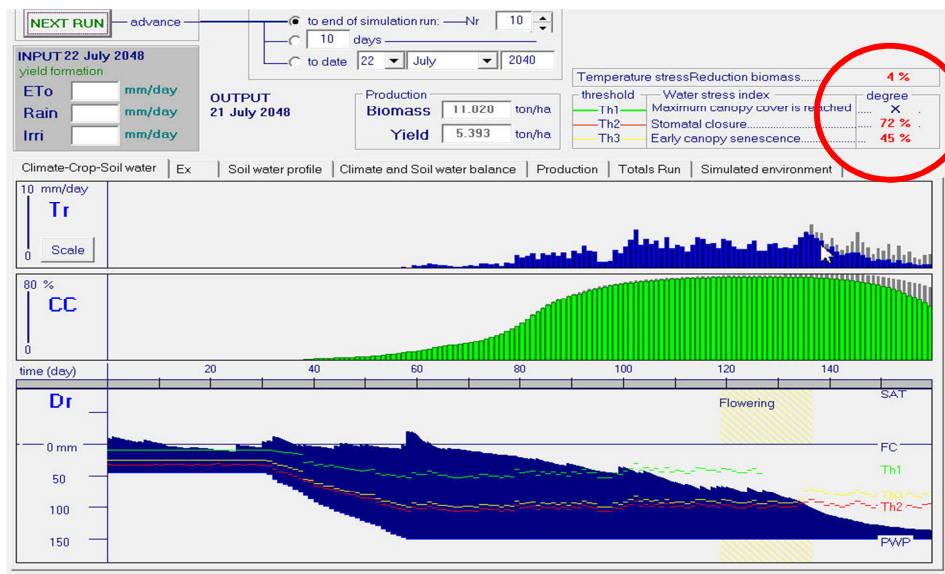 NEXT RUN
advance
to end of simulation run: Nr 10
10 days
to date 22 July 2040
INPUT 22 July 2048
yield formation
ETo mm/day
Rain mm/day
Irri mm/day
OUTPUT
21 July 2048
Production
Biomass 11.020 ton/ha
Yield 5.393 ton/ha
Temperature stressReduction biomass....... 4 %
threshold Water stress index degree
Th1 Maximum canopy cover is reached .... × .
Th2 Stomatal closure............................ 72 % .
Th3 Early canopy senescence................ 45 %
Climate-Crop-Soil water Ex Soil water profile Climate and Soil water balance Production Totals Run Simulated environment
10 mm/day
Tr
Scale
0
80 %
CC
0
time (day) 20 40 60 80 100 120 140
Dr
SAT
Flowering
0 mm
FC
Th1
50
Th3
100
Th2
150
PWP